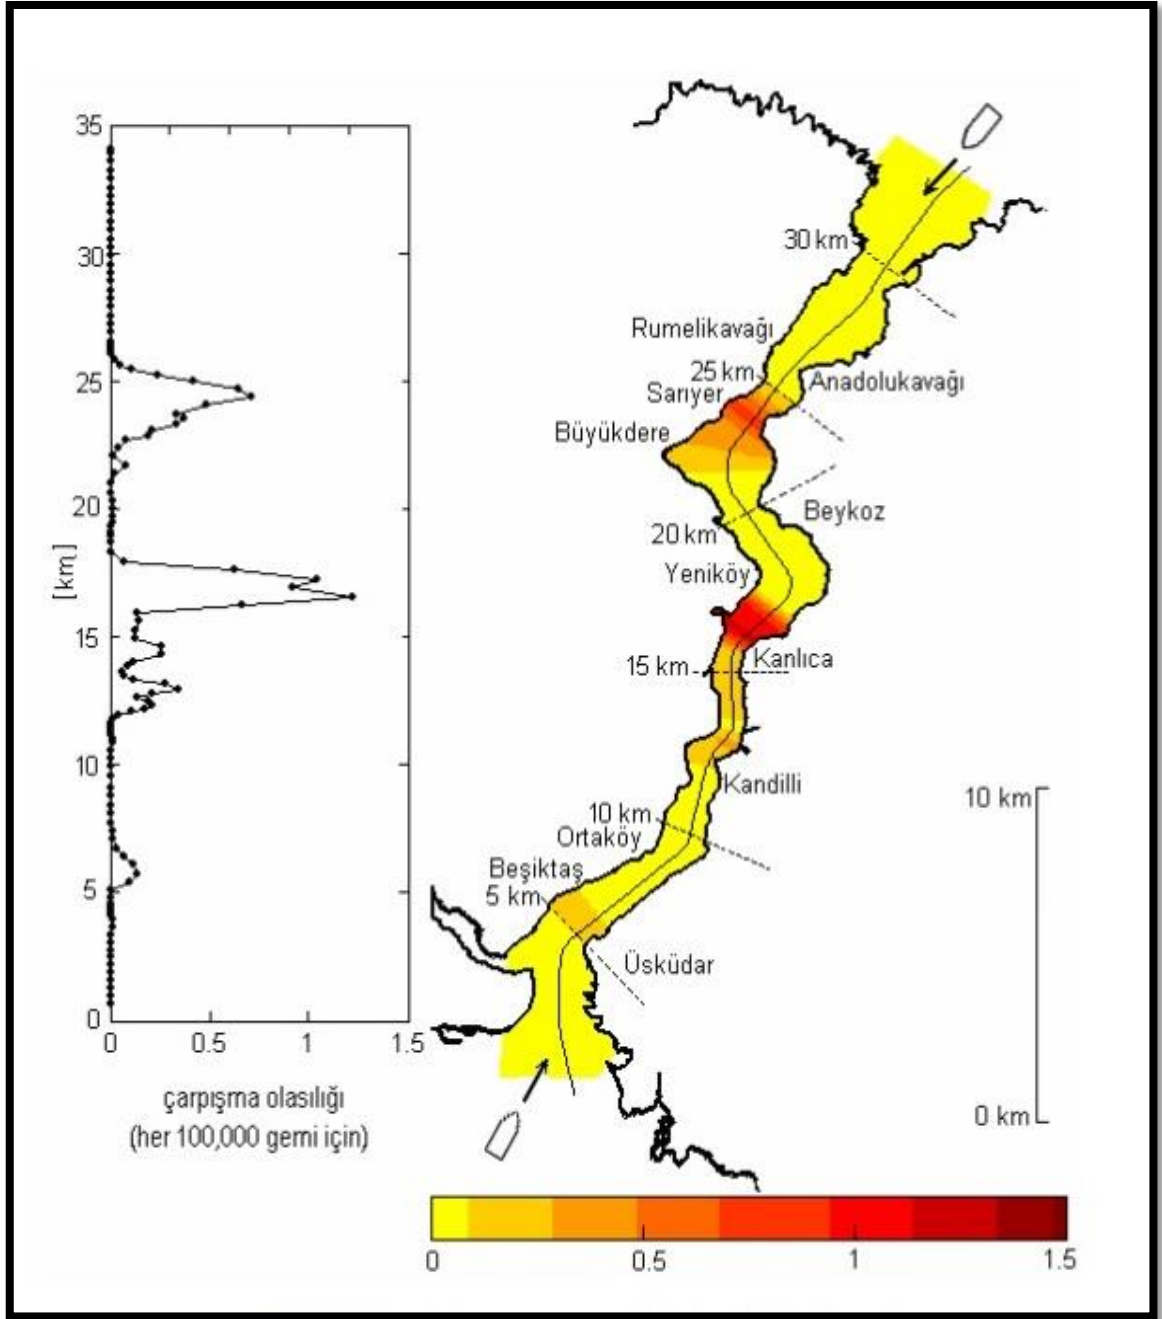 35
30
25
20
15
10
5
0
[km]
0 0.5 1 1.5
çarpışma olasılığı
(her 100,000 gemi için)
30 km
Rumelikavağı
25 km
Anadolukavağı
Sarıyer
Büyükdere
Beykoz
20 km
Yeniköy
Kanlıca
15 km
Kandilli
10 km
Ortaköy
Beşiktaş
5 km
Üsküdar
10 km
0 km
0 0.5 1 1.5